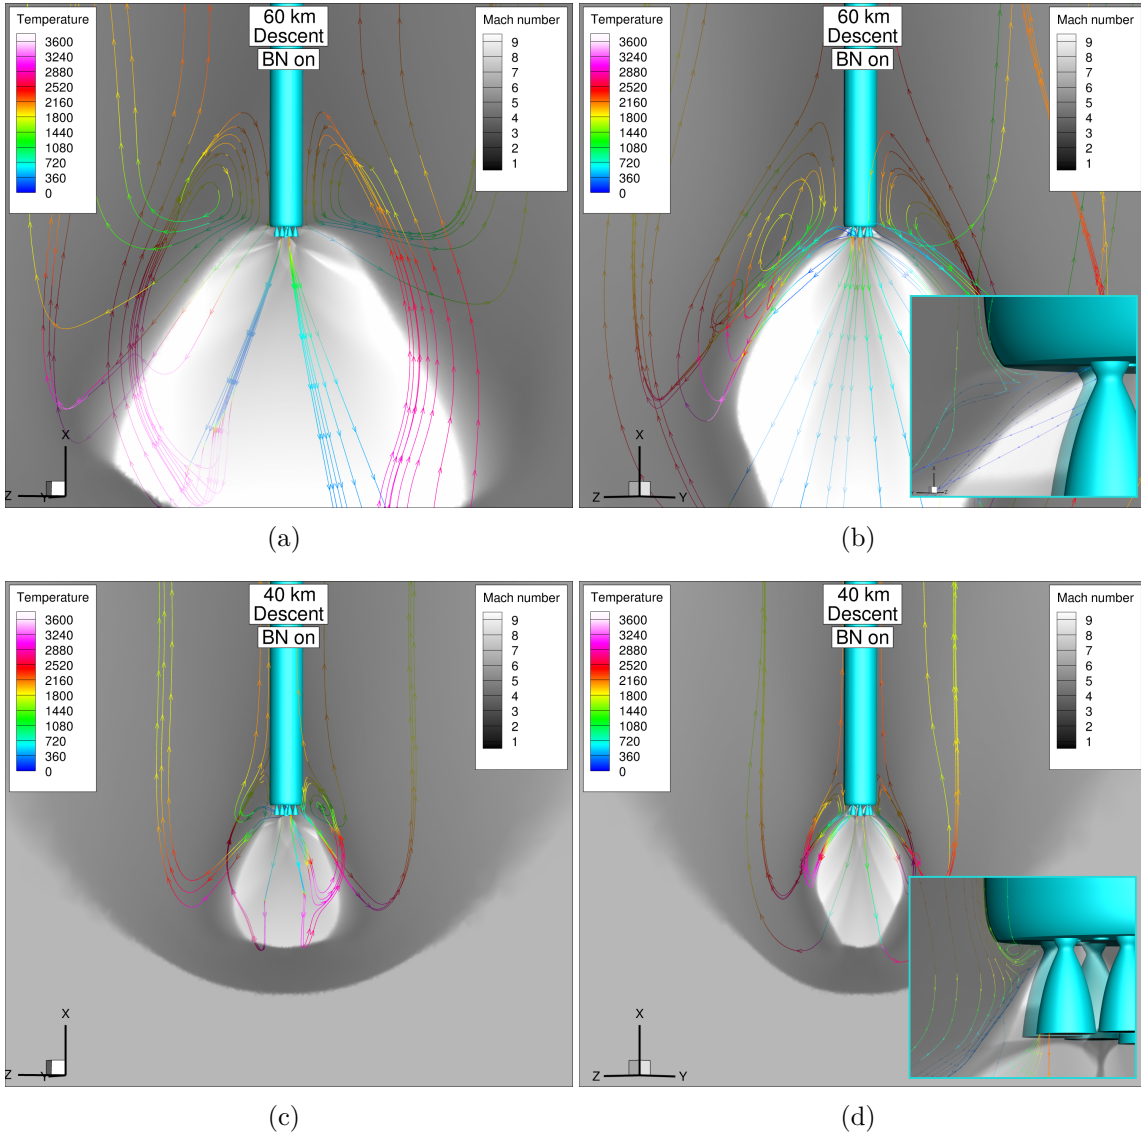 Temperature
3600
3240
2880
2520
2160
1800
1440
1080
720
360
0
60 km
Descent
BN on
Mach number
9
8
7
6
5
4
3
2
1
X
Z
Y
(a)
Temperature
3600
3240
2880
2520
2160
1800
1440
1080
720
360
0
60 km
Descent
BN on
Mach number
9
8
7
6
5
4
3
2
1
X
Z
Y
(b)
Temperature
3600
3240
2880
2520
2160
1800
1440
1080
720
360
0
40 km
Descent
BN on
Mach number
9
8
7
6
5
4
3
2
1
X
Z
Y
(c)
Temperature
3600
3240
2880
2520
2160
1800
1440
1080
720
360
0
40 km
Descent
BN on
Mach number
9
8
7
6
5
4
3
2
1
X
Z
Y
(d)